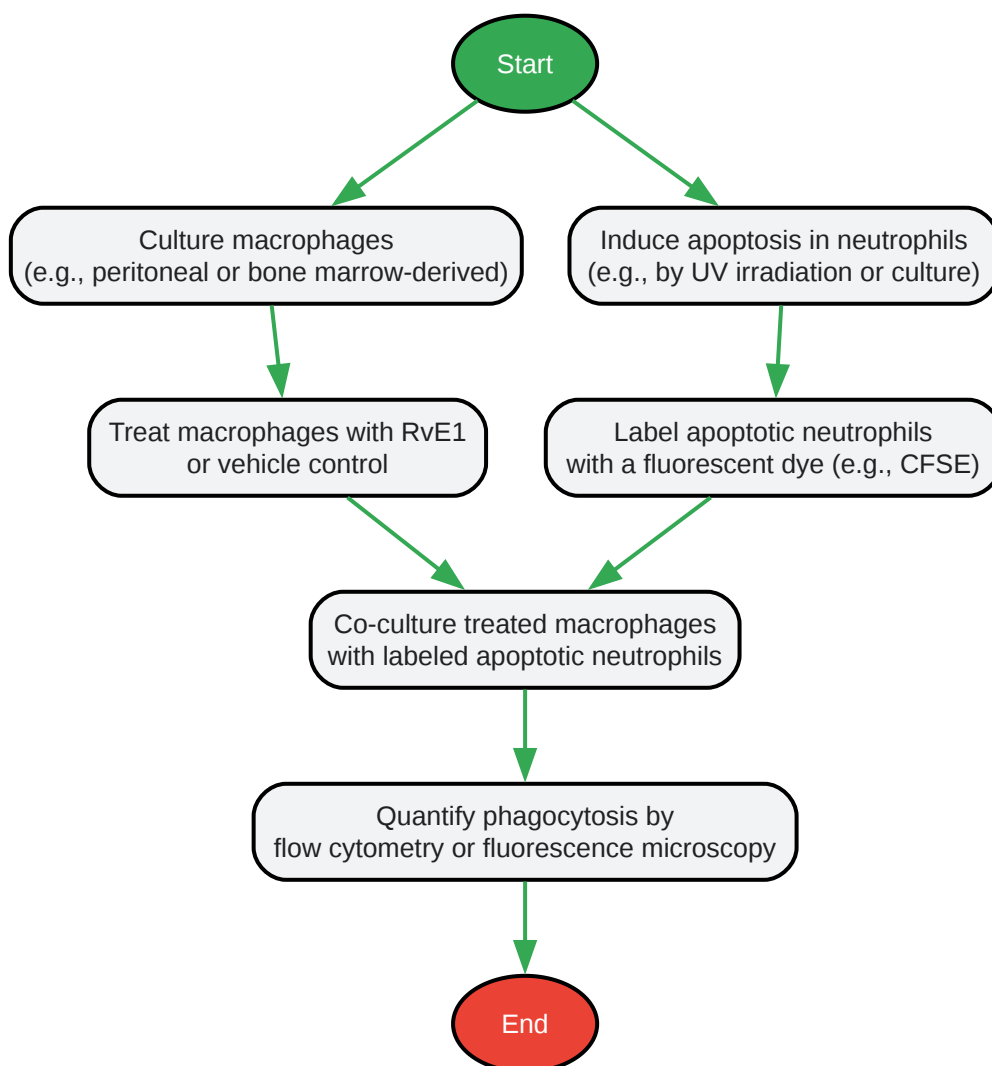 Start
Culture macrophages
(e.g., peritoneal or bone marrow-derived)
Induce apoptosis in neutrophils
(e.g., by UV irradiation or culture)
Treat macrophages with RvE1
or vehicle control
Label apoptotic neutrophils
with a fluorescent dye (e.g., CFSE)
Co-culture treated macrophages
with labeled apoptotic neutrophils
Quantify phagocytosis by
flow cytometry or fluorescence microscopy
End